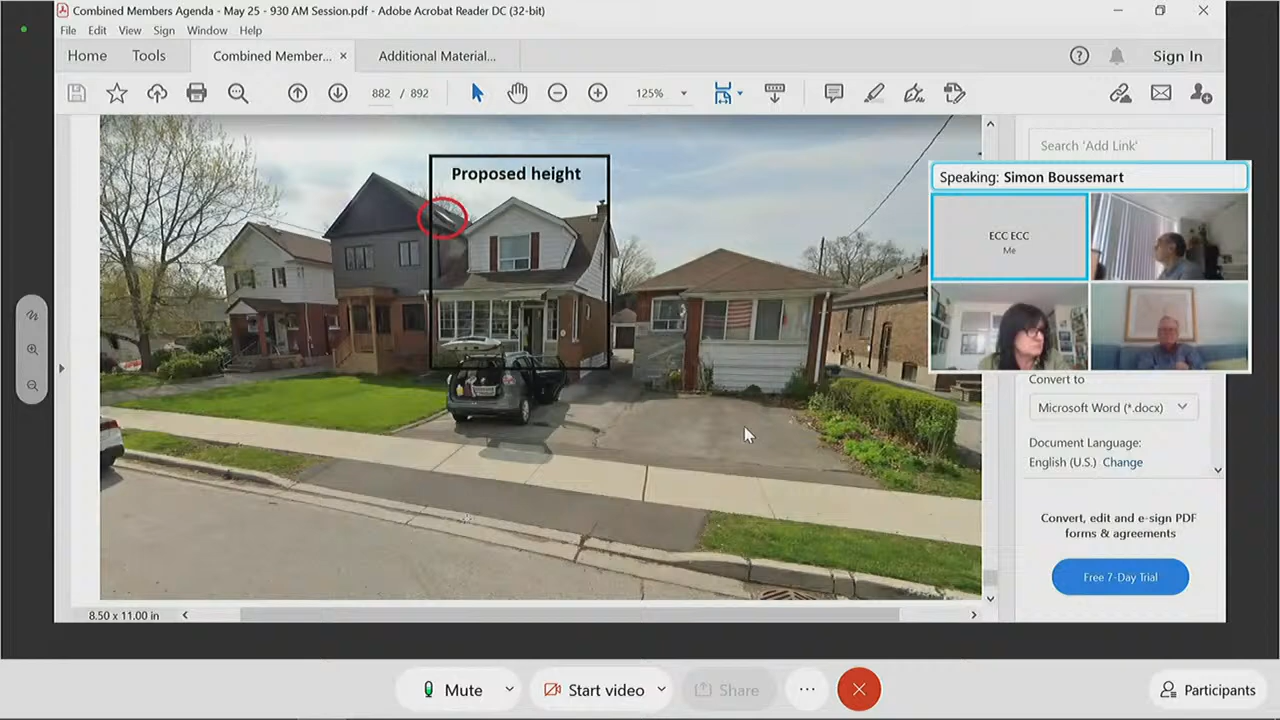 Combined Members Agenda - May 25 - 930 AM Session.pdf - Adobe Acrobat Reader DC (32-bit)
File Edit View Sign Window Help
Home Tools Combined Member... × Additional Material... Sign In
882 / 892 125%
Search 'Add Link'
Proposed height
Speaking: Simon Boussemart
ECC ECC
Me
Convert to
Microsoft Word (*.docx)
Document Language:
English (U.S.) Change
Convert, edit and e-sign PDF
forms & agreements
Free 7-Day Trial
8.50 x 11.00 in
Mute Start video Share Participants